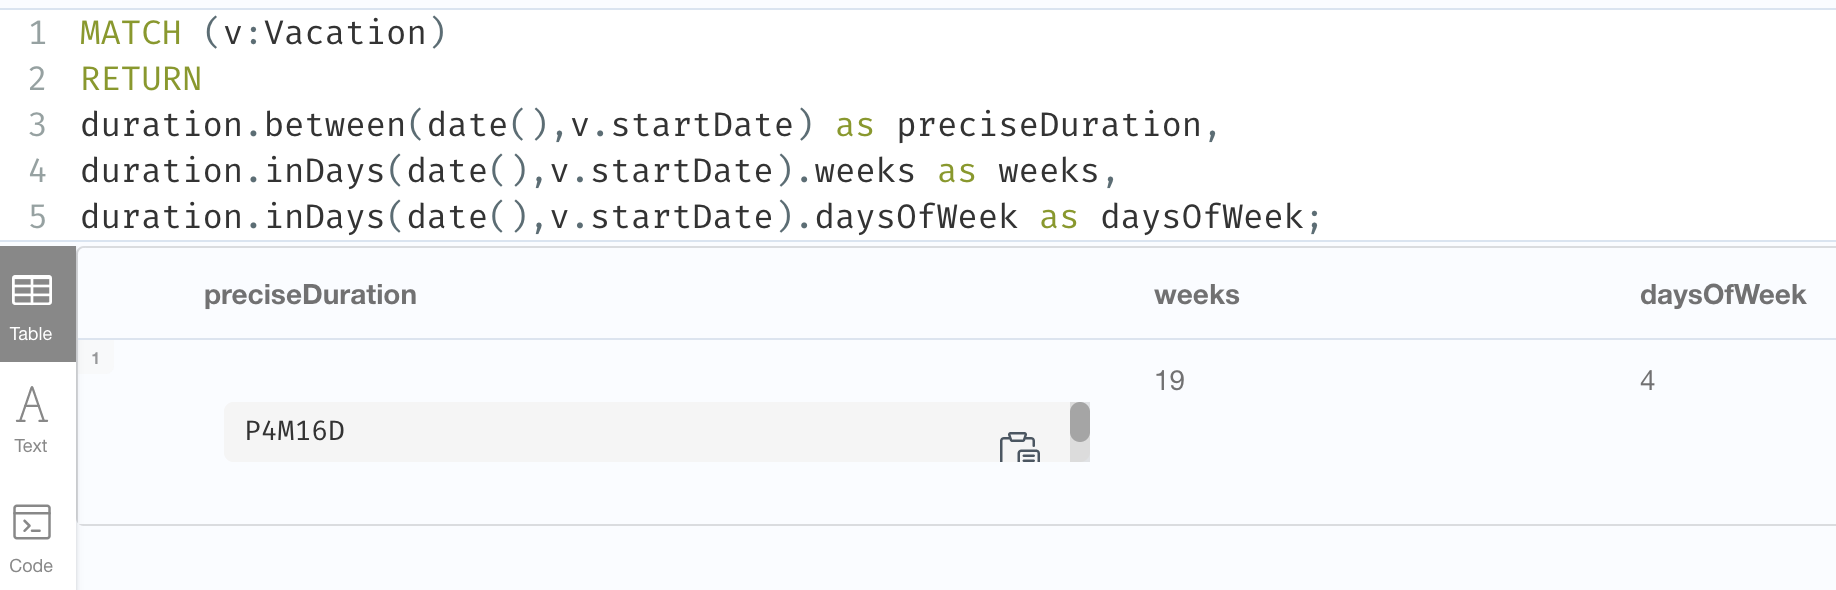 1 MATCH (v:Vacation)
2 RETURN
3 duration.between(date(),v.startDate) as preciseDuration,
4 duration.inDays(date(),v.startDate).weeks as weeks,
5 duration.inDays(date(),v.startDate).daysOfWeek as daysOfWeek;
preciseDuration weeks daysOfWeek
Table
1
19 4
P4M16D
A
Text
>_
Code